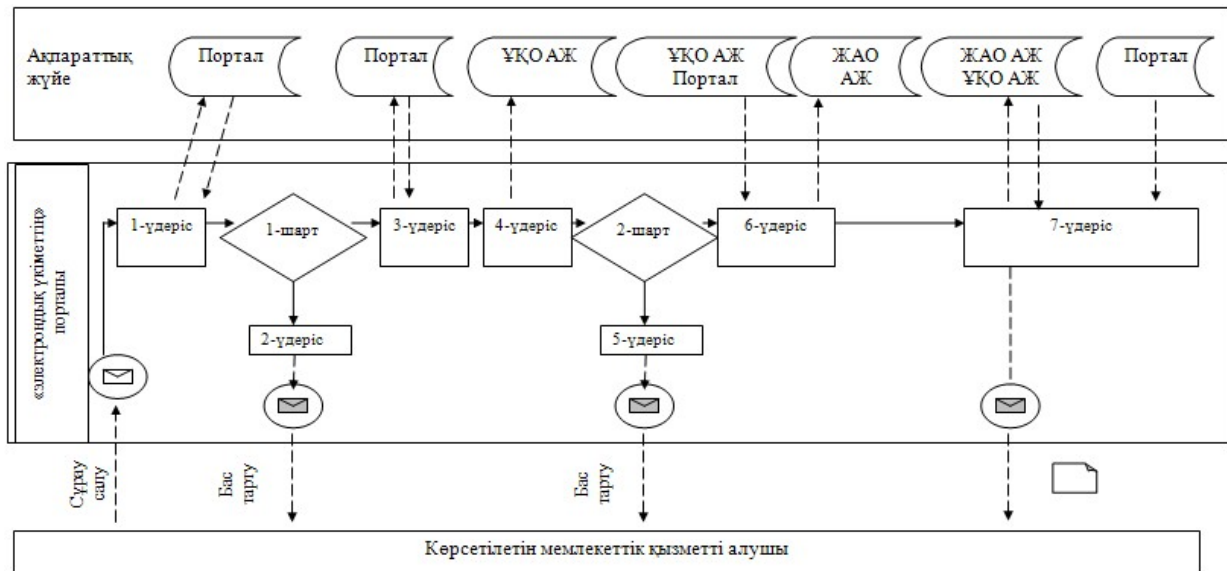 Ақпараттық
жүйе
Портал
Портал
ҰҚО АЖ
ҰҚО АЖ
Портал
ЖАО
АЖ
ЖАО АЖ
ҰҚО АЖ
Портал
«электрондық үкіметтің»
порталы
1-үдеріс
1-шарт
3-үдеріс
4-үдеріс
2-шарт
6-үдеріс
7-үдеріс
2-үдеріс
5-үдеріс
Сұрау
салу
Бас
тарту
Бас
тарту
Көрсетілетін мемлекеттік қызметті алушы